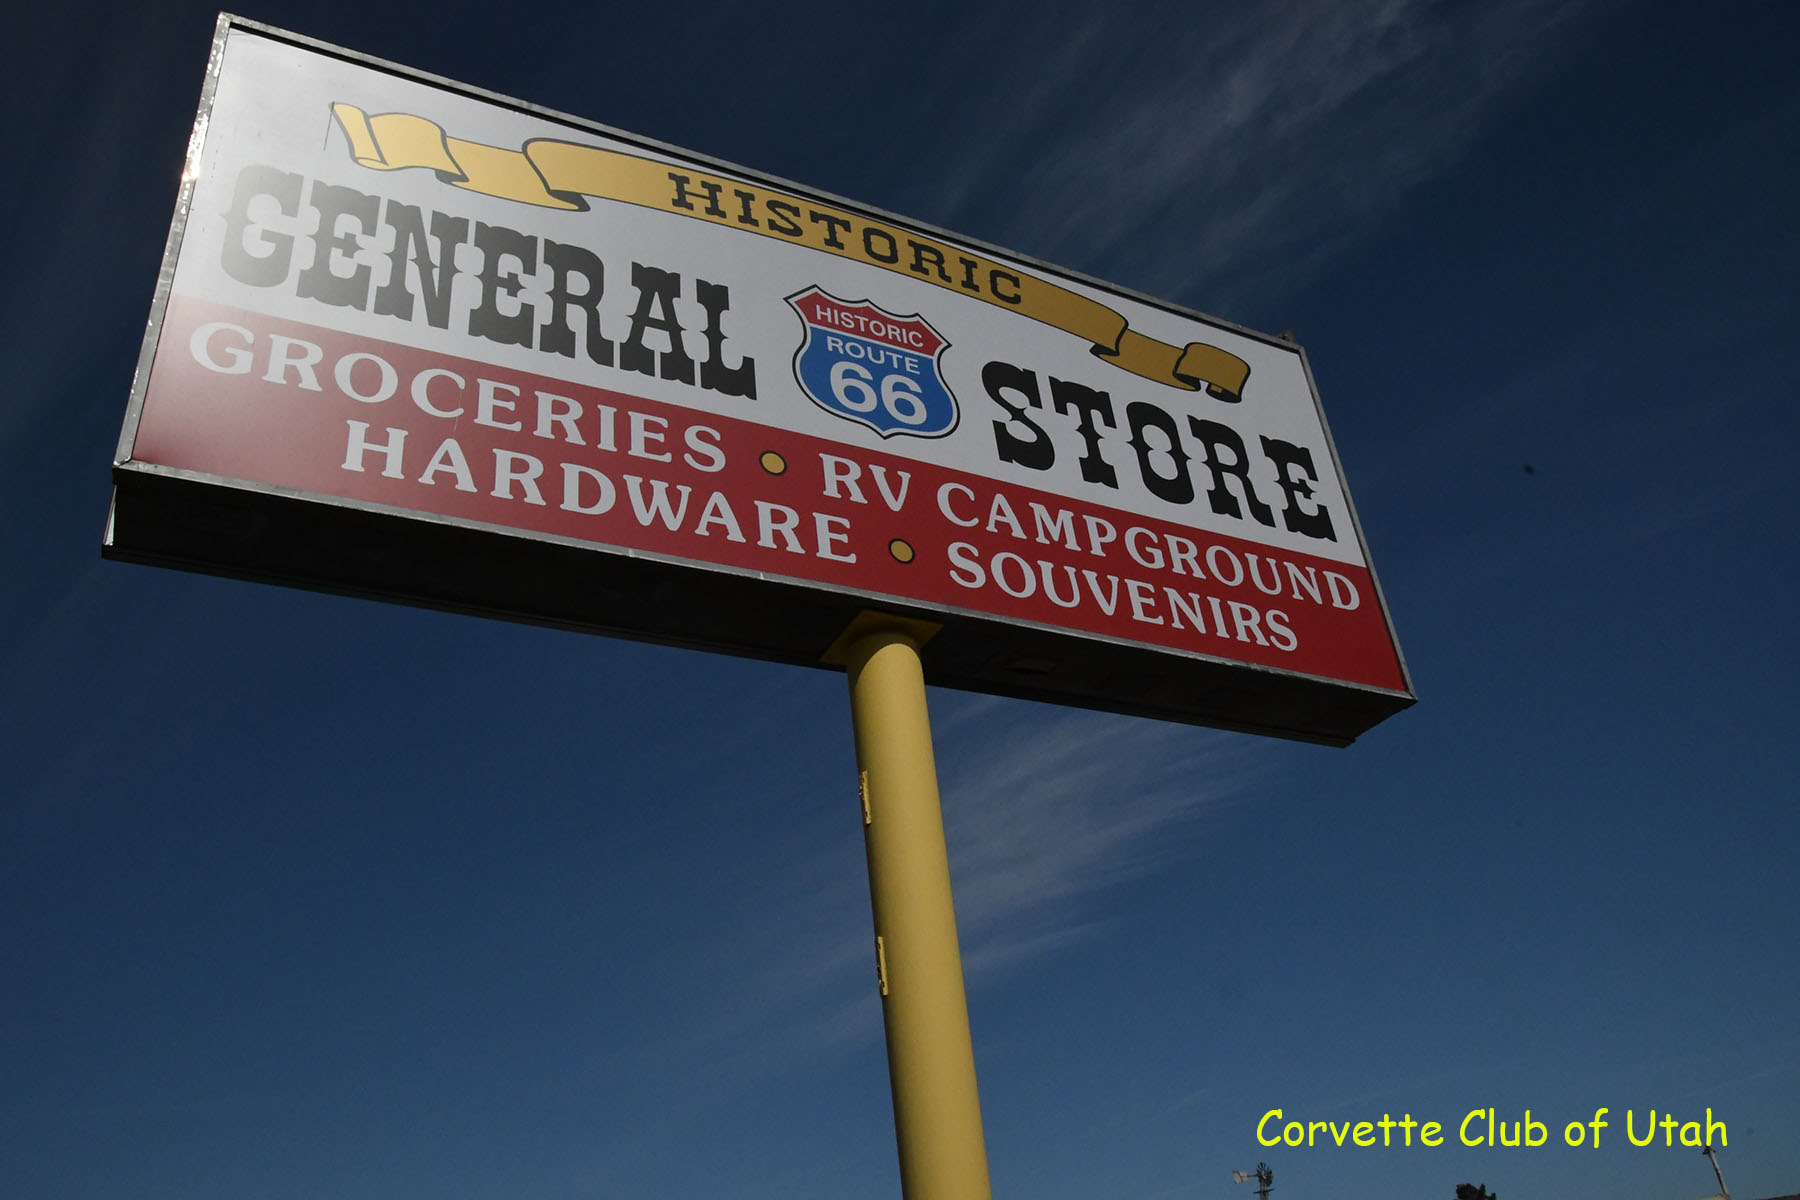 HISTORIC
GENERAL STORE
HISTORIC
ROUTE
66
GROCERIES • RV CAMPGROUND
HARDWARE • SOUVENIRS
Corvette Club of Utah